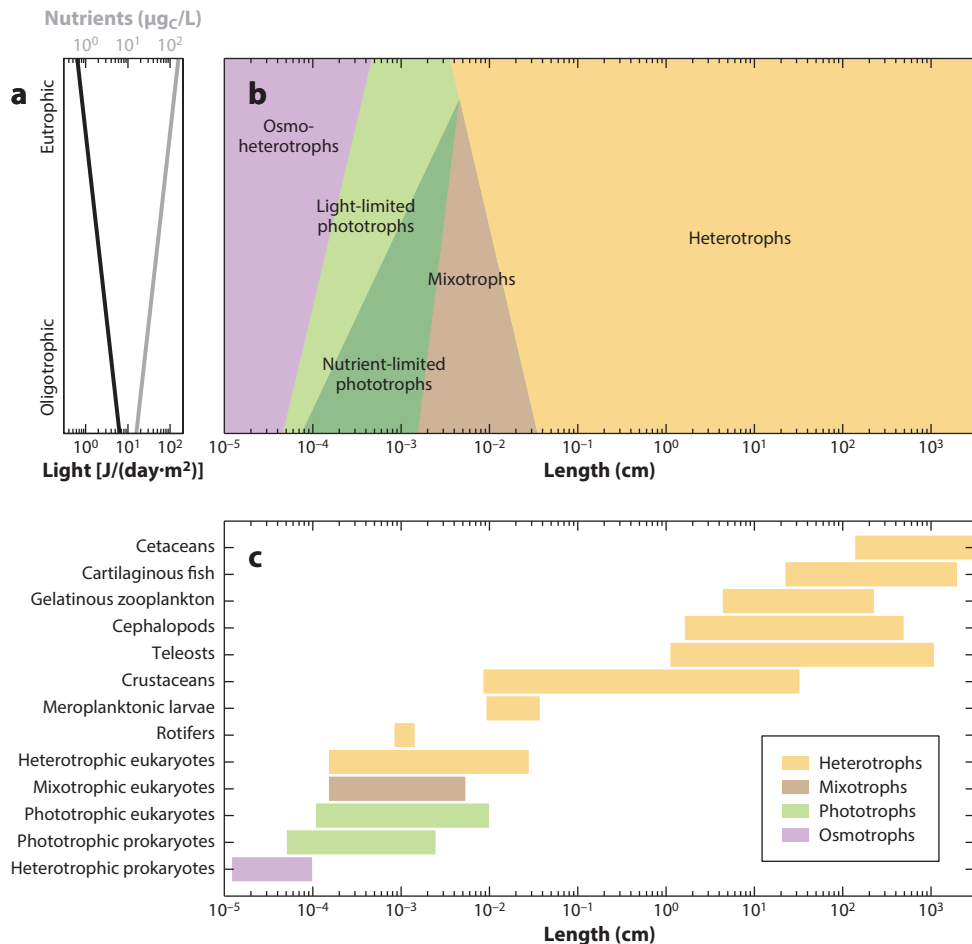 Nutrients (µgC/L)
10⁰ 10¹ 10²
a
Eutrophic
Oligotrophic
10⁰ 10¹ 10²
Light [J/(day·m²)]
b
Osmo-
heterotrophs
Light-limited
phototrophs
Heterotrophs
Mixotrophs
Nutrient-limited
phototrophs
10⁻⁵ 10⁻⁴ 10⁻³ 10⁻² 10⁻¹ 10⁰ 10¹ 10² 10³
Length (cm)
c
Cetaceans
Cartilaginous fish
Gelatinous zooplankton
Cephalopods
Teleosts
Crustaceans
Meroplanktonic larvae
Rotifers
Heterotrophic eukaryotes
Mixotrophic eukaryotes
Phototrophic eukaryotes
Phototrophic prokaryotes
Heterotrophic prokaryotes
Heterotrophs
Mixotrophs
Phototrophs
Osmotrophs
10⁻⁵ 10⁻⁴ 10⁻³ 10⁻² 10⁻¹ 10⁰ 10¹ 10² 10³
Length (cm)